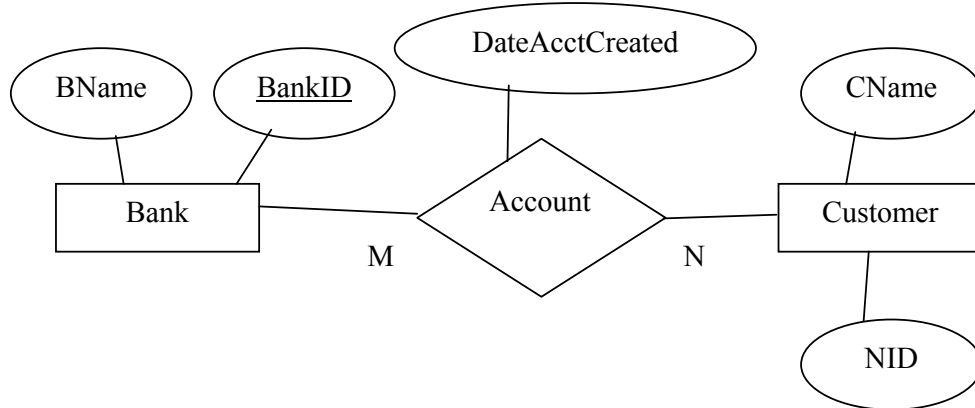 DateAcctCreated
BName
BankID
CName
Bank
Account
Customer
M
N
NID